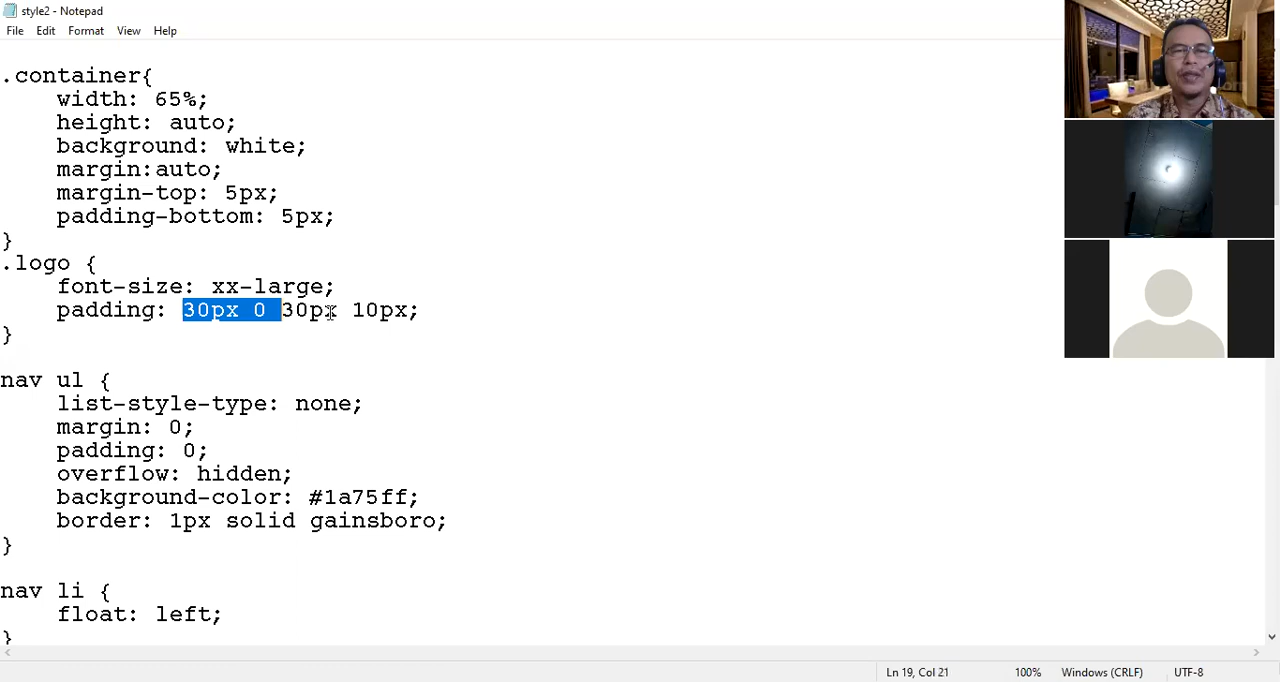 style2 - Notepad
File Edit Format View Help
.container{
width: 65%;
height: auto;
background: white;
margin:auto;
margin-top: 5px;
padding-bottom: 5px;
}
.logo {
font-size: xx-large;
padding: 30px 0 30px 10px;
}
nav ul {
list-style-type: none;
margin: 0;
padding: 0;
overflow: hidden;
background-color: #1a75ff;
border: 1px solid gainsboro;
}
nav li {
float: left;
}
Ln 19, Col 21 100% Windows (CRLF) UTF-8